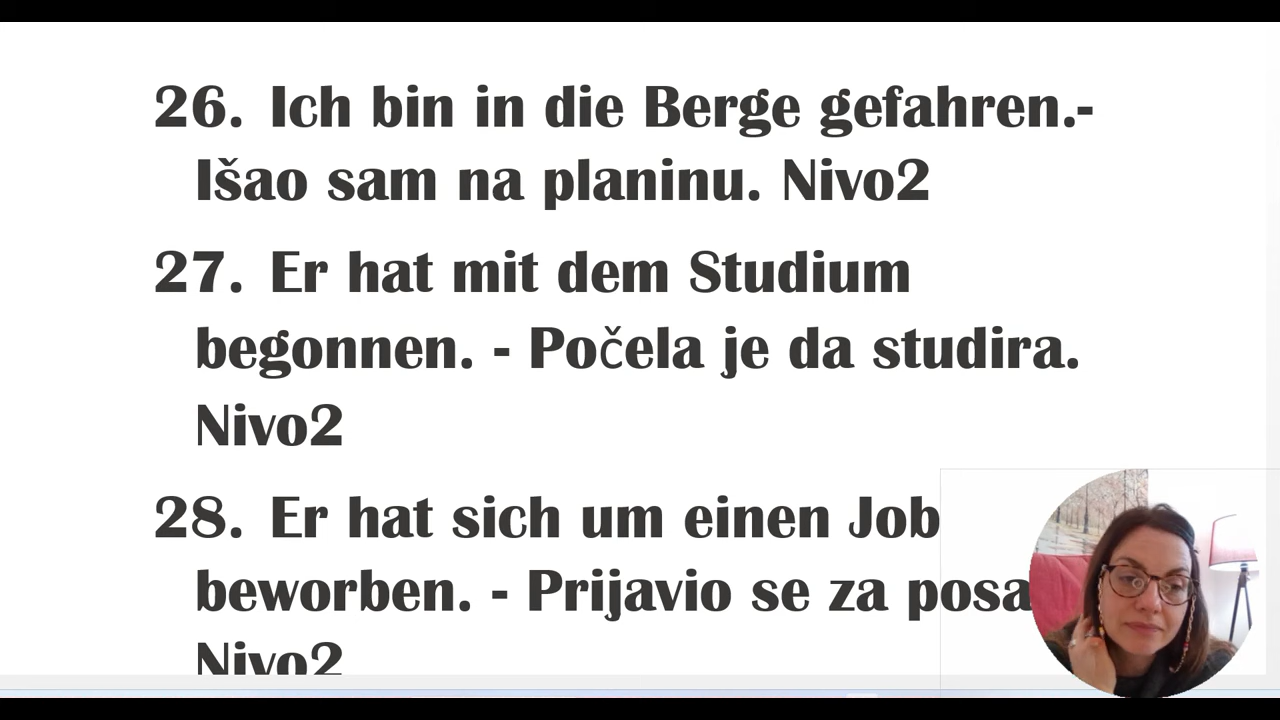 26. Ich bin in die Berge gefahren.-
Išao sam na planinu. Nivo2
27. Er hat mit dem Studium
begonnen. - Počela je da studira.
Nivo2
28. Er hat sich um einen Job
beworben. - Prijavio se za posa
Nivo2